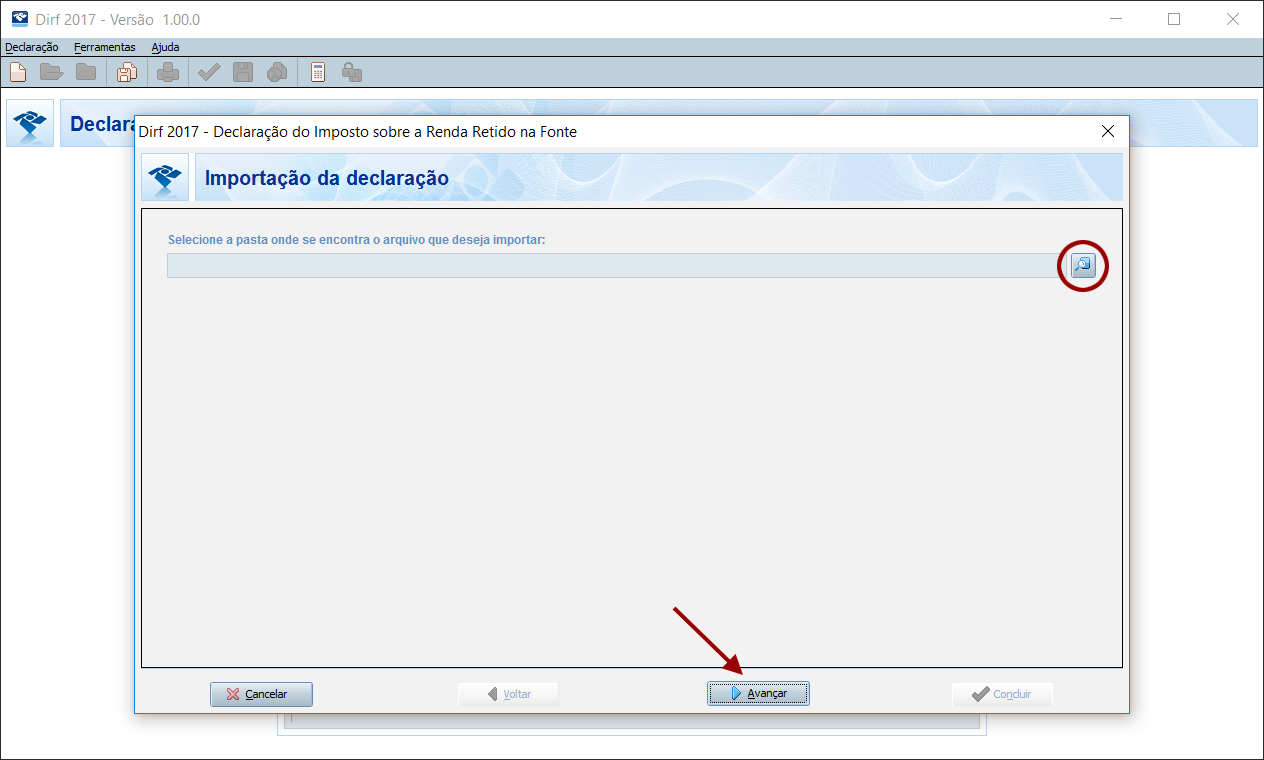 Dirf 2017 - Versão 1.00.0
Declaração Ferramentas Ajuda
Dirf 2017 - Declaração do Imposto sobre a Renda Retido na Fonte
Importação da declaração
Selecione a pasta onde se encontra o arquivo que deseja importar:
Cancelar Voltar Avançar Concluir